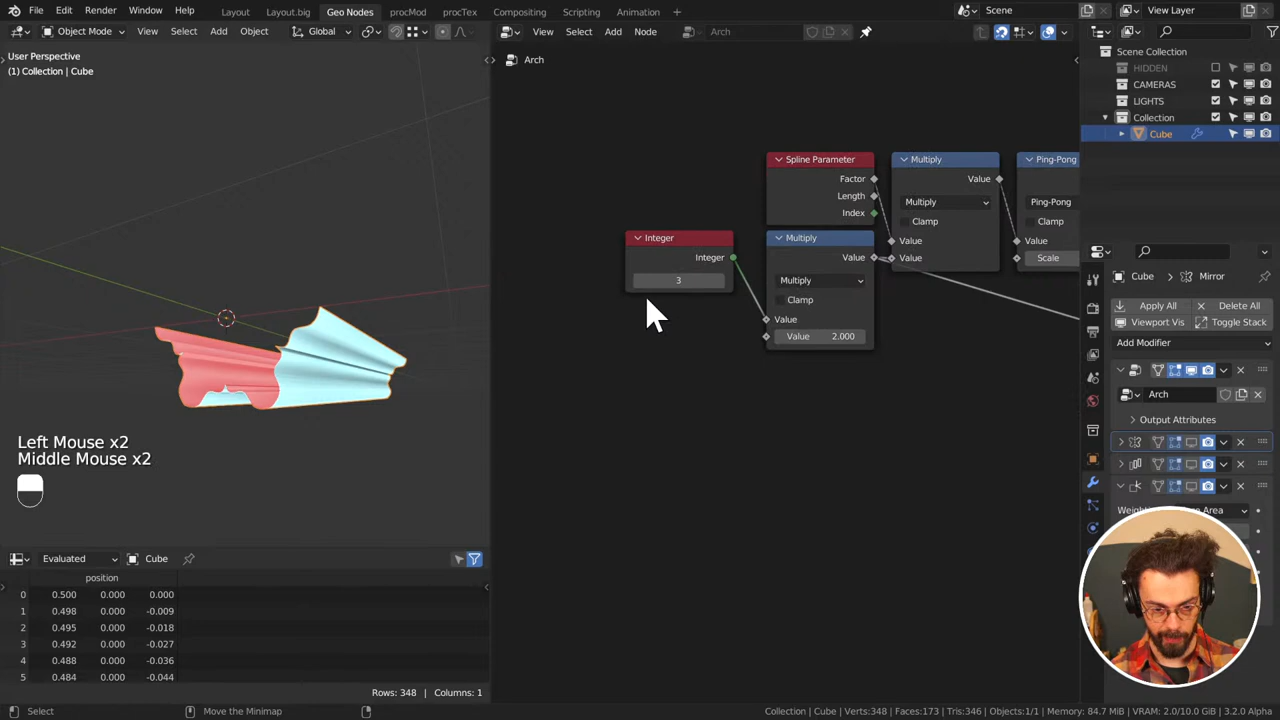 File Edit Render Window Help Layout Layout.big Geo Nodes procMod procTex Compositing Scripting Animation + Scene View Layer
Object Mode View Select Add Object Global View Select Add Node Arch
User Perspective
(1) Collection | Cube
Arch
Scene Collection
HIDDEN
CAMERAS
LIGHTS
Collection
Cube
Spline Parameter
Factor
Length
Index
Multiply
Value
Multiply
Clamp
Value
Value
Ping-Pong
Ping-Pong
Clamp
Value
Scale
Integer
Integer
3
Multiply
Value
Multiply
Clamp
Value
Value 2.000
Cube Mirror
Apply All Delete All
Viewport Vis Toggle Stack
Add Modifier
Arch
Output Attributes
Left Mouse x2
Middle Mouse x2
Evaluated Cube
position
0 0.500 0.000 0.000
1 0.498 0.000 -0.009
2 0.495 0.000 -0.018
3 0.492 0.000 -0.027
4 0.488 0.000 -0.036
5 0.484 0.000 -0.044
Rows: 348 | Columns: 1
Select Move the Minimap Collection | Cube | Verts:348 | Faces:173 | Tris:346 | Objects:1/1 | Memory: 84.7 MiB | VRAM: 2.0/10.0 GiB | 3.2.0 Alpha